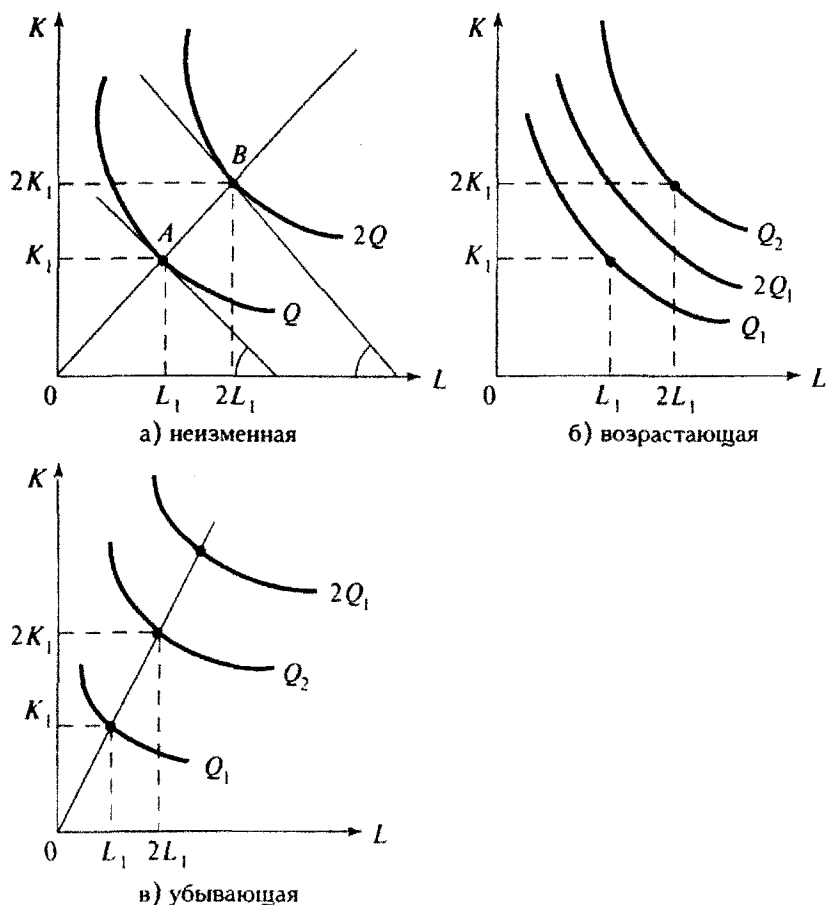 K
2K₁
K₁
A
B
2Q
Q
0
L₁
2L₁
L
а) неизменная
K
2K₁
K₁
Q₂
2Q₁
Q₁
0
L₁
2L₁
L
б) возрастающая
K
2K₁
K₁
2Q₁
Q₂
Q₁
0
L₁
2L₁
L
в) убывающая